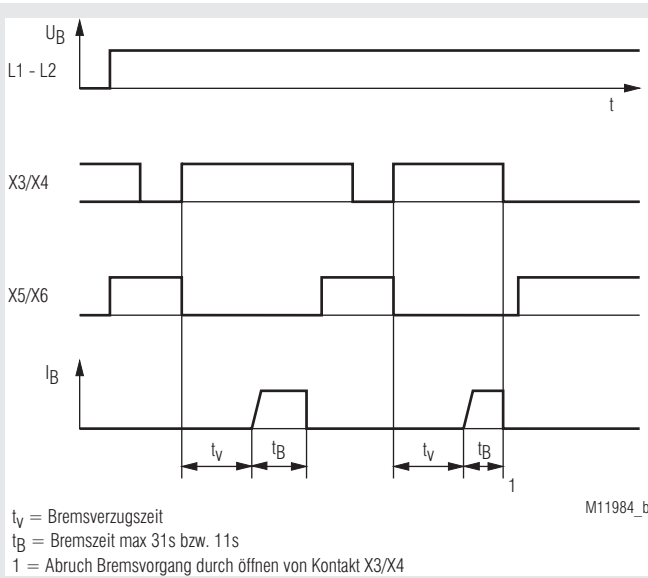 UB
L1 - L2
t
X3/X4
X5/X6
IB
tv
tB
tv
tB
1
M11984_b
tv = Bremsverzugszeit
tB = Bremszeit max 31s bzw. 11s
1 = Abruch Bremsvorgang durch öffnen von Kontakt X3/X4